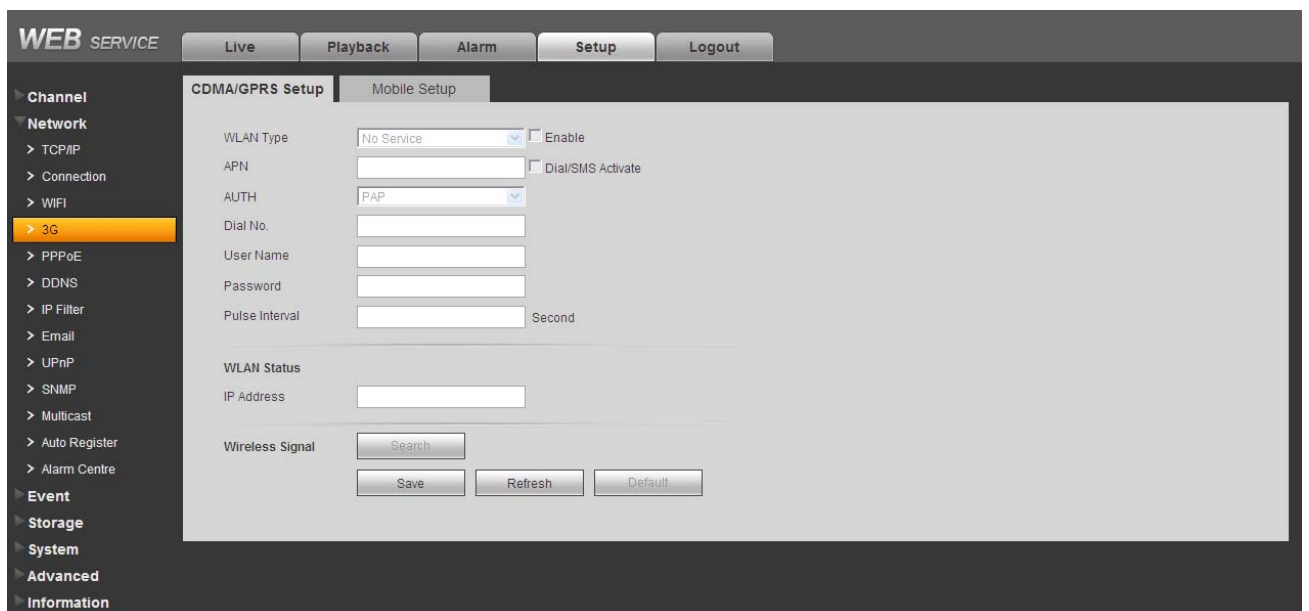 WEB SERVICE
Live Playback Alarm Setup Logout
Channel
Network
> TCP/IP
> Connection
> WIFI
> 3G
> PPPoE
> DDNS
> IP Filter
> Email
> UPnP
> SNMP
> Multicast
> Auto Register
> Alarm Centre
Event
Storage
System
Advanced
Information
CDMA/GPRS Setup Mobile Setup
WLAN Type No Service Enable
APN Dial/SMS Activate
AUTH PAP
Dial No.
User Name
Password
Pulse Interval Second
WLAN Status
IP Address
Wireless Signal Search
Save Refresh Default